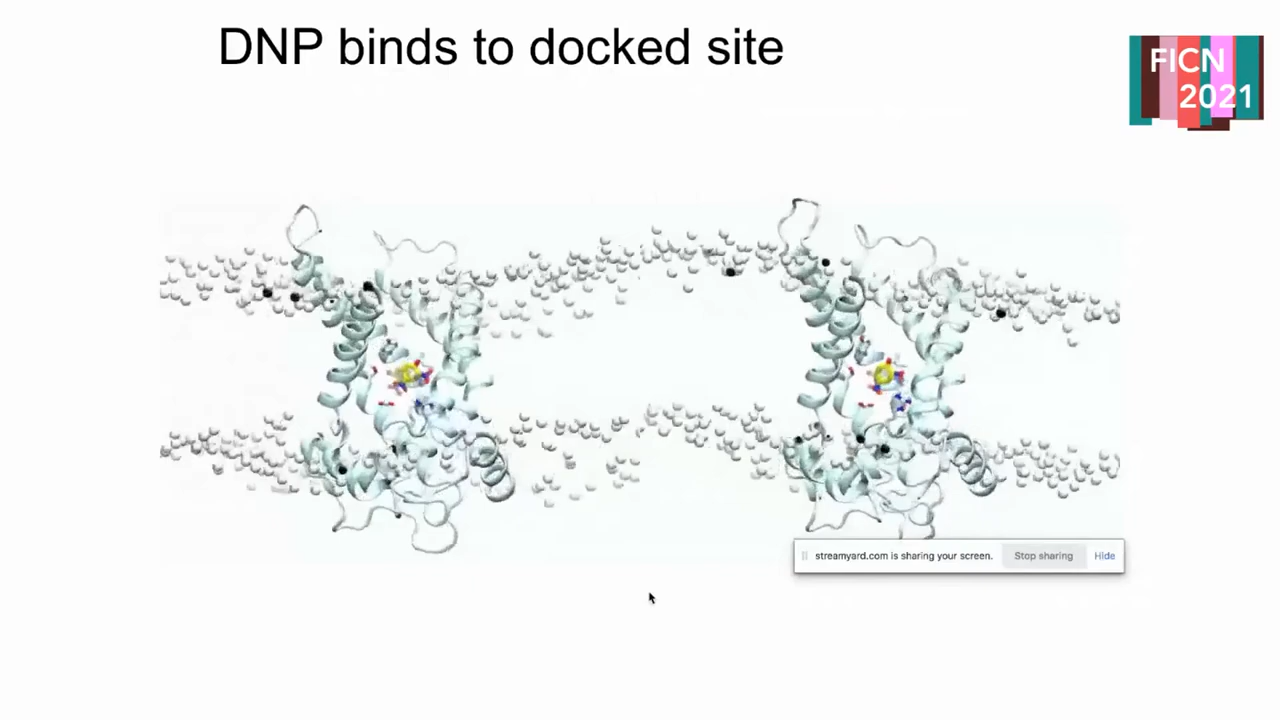 DNP binds to docked site
FICN
2021
streamyard.com is sharing your screen.
Stop sharing
Hide